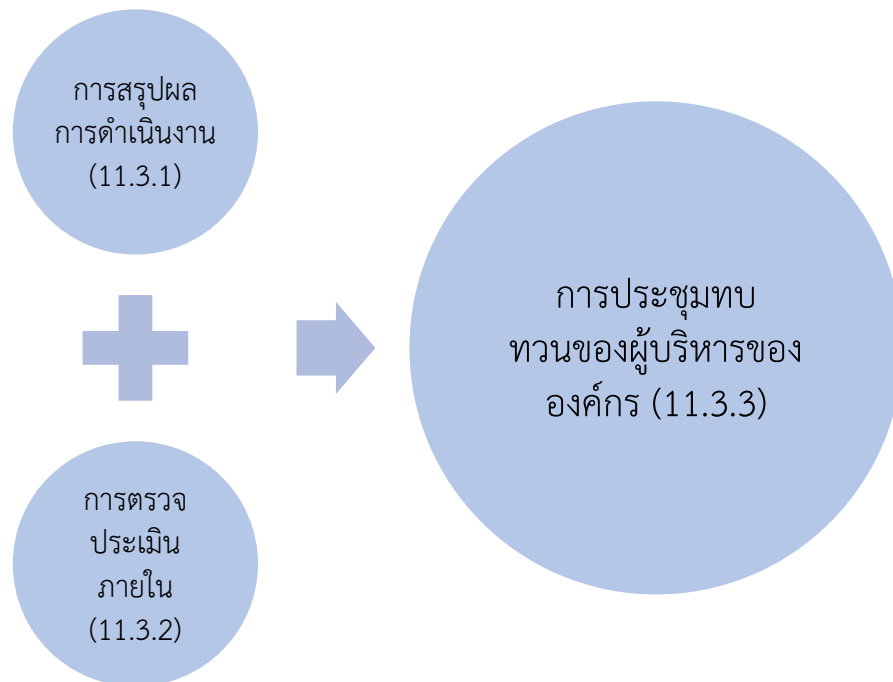 การสรุปผล
การดำเนินงาน
(11.3.1)
การตรวจ
ประเมิน
ภายใน
(11.3.2)
การประชุมทบ
ทวนของผู้บริหารของ
องค์กร (11.3.3)